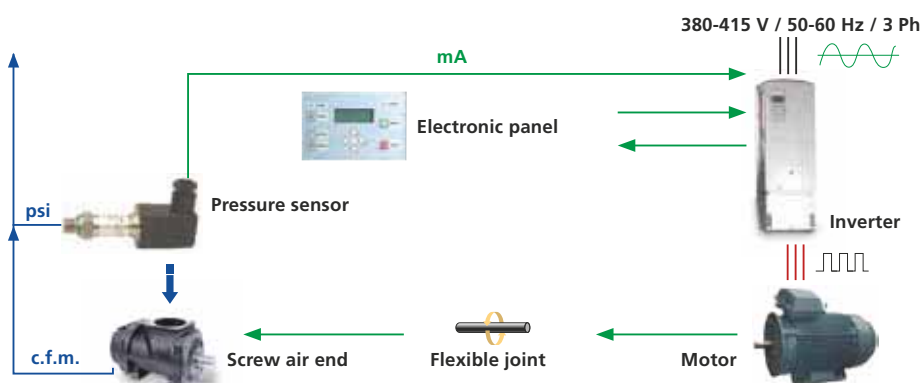 380-415 V / 50-60 Hz / 3 Ph
mA
Electronic panel
Pressure sensor
psi
Inverter
c.f.m.
Screw air end
Flexible joint
Motor